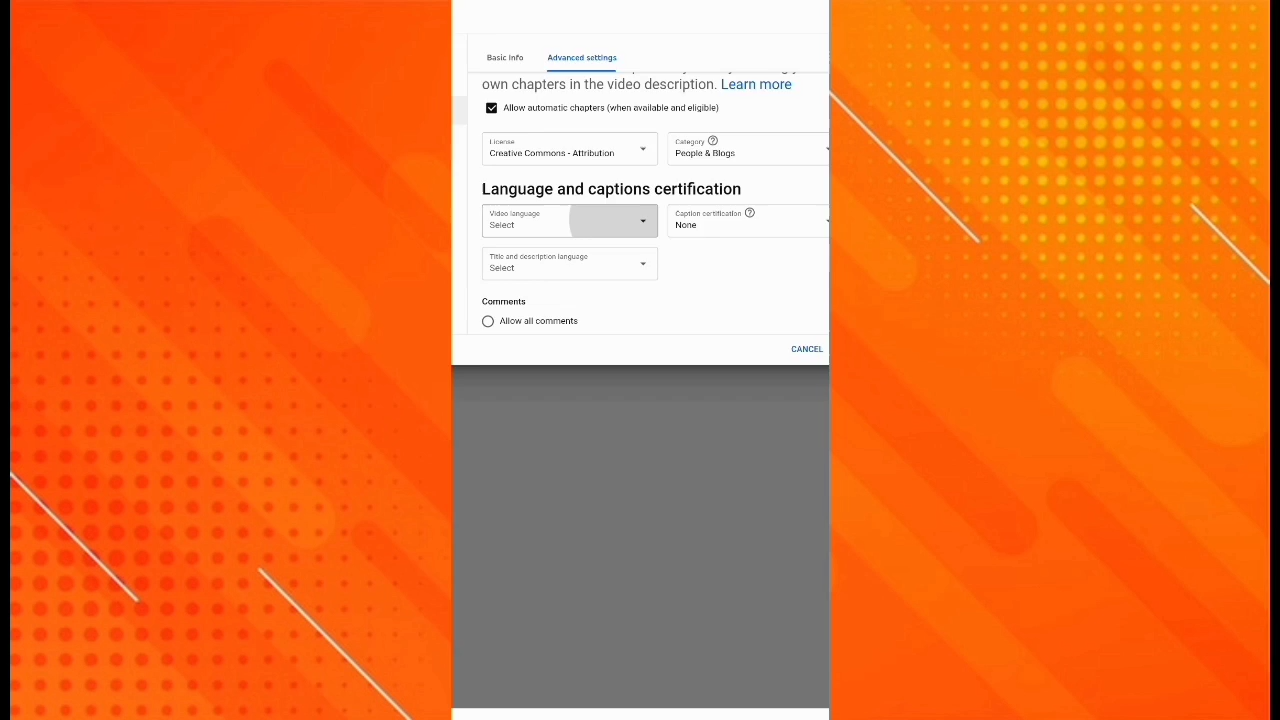 Basic info
Advanced settings
own chapters in the video description. Learn more
Allow automatic chapters (when available and eligible)
License
Creative Commons - Attribution
Category
People & Blogs
Language and captions certification
Video language
Select
Caption certification
None
Title and description language
Select
Comments
Allow all comments
CANCEL